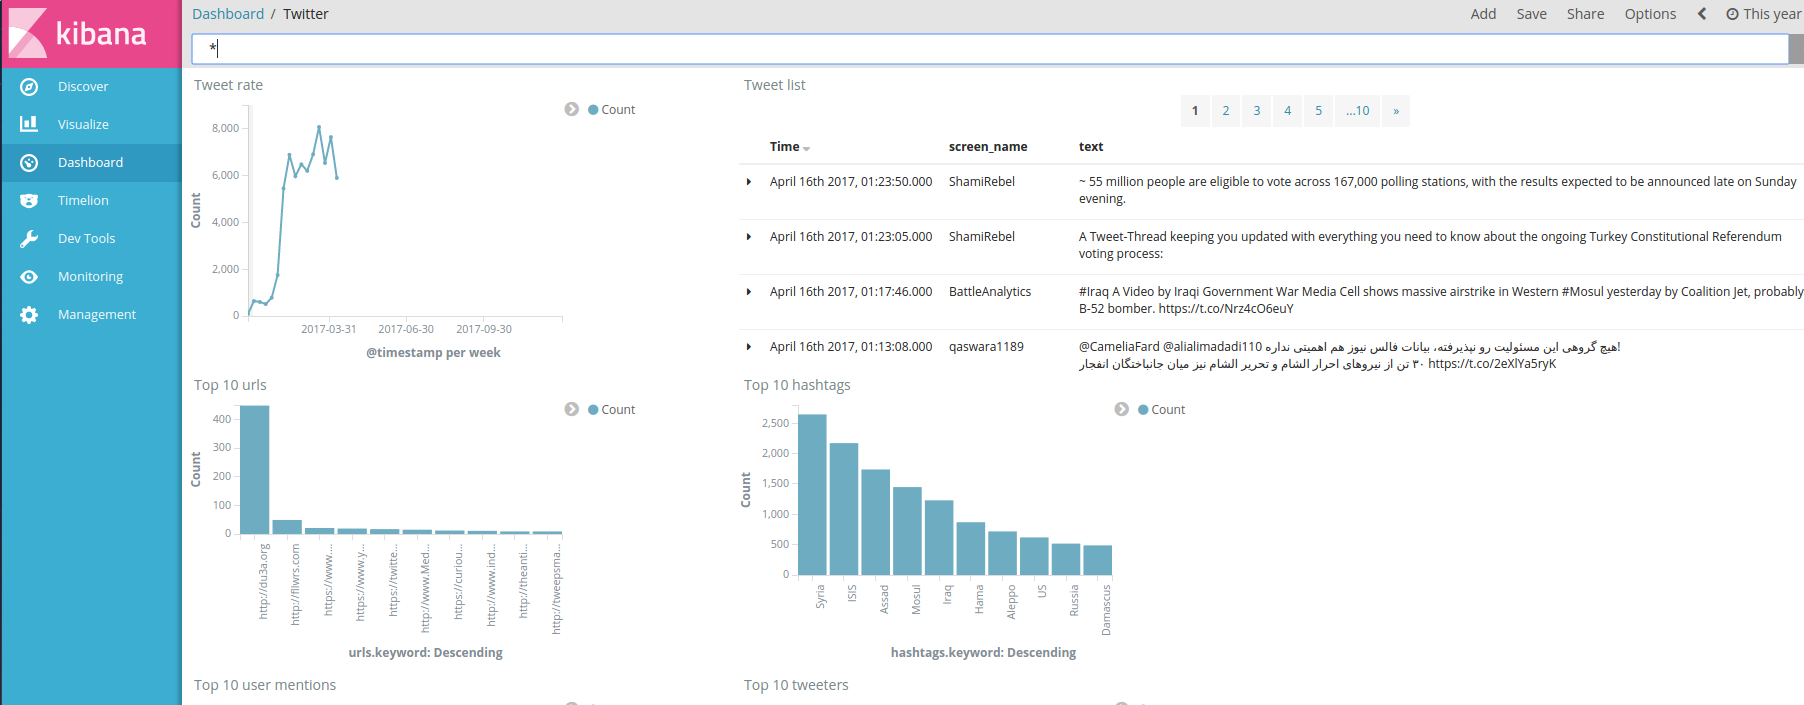 kibana
Discover
Visualize
Dashboard
Timelion
Dev Tools
Monitoring
Management
Dashboard / Twitter
Add Save Share Options This year
*
Tweet rate
Count
8,000
6,000
4,000
2,000
0
Count
2017-03-31 2017-06-30 2017-09-30
@timestamp per week
Tweet list
1 2 3 4 5 ...10 »
Time screen_name text
April 16th 2017, 01:23:50.000 ShamiRebel ~ 55 million people are eligible to vote across 167,000 polling stations, with the results expected to be announced late on Sunday
evening.
April 16th 2017, 01:23:05.000 ShamiRebel A Tweet-Thread keeping you updated with everything you need to know about the ongoing Turkey Constitutional Referendum
voting process:
April 16th 2017, 01:17:46.000 BattleAnalytics #Iraq A Video by Iraqi Government War Media Cell shows massive airstrike in Western #Mosul yesterday by Coalition Jet, probably
B-52 bomber. https://t.co/Nrz4cO6euY
April 16th 2017, 01:13:08.000 qaswara1189 @CameliaFard @alialimadadi110 هیچ گروهی این مسئولیت رو نپذیرفته، بیانات فالس نیوز هم اهمیتی نداره!
۳۰ تن از نیروهای احرار الشام و تحریر الشام نیز میان جانباختگان انفجار https://t.co/2eXlYa5ryK
Top 10 urls
Count
400
300
200
100
0
Count
http://du3a.org
http://fllwrs.com
https://www....
https://www.y...
https://twitte...
http://www.Med...
https://curiou...
http://www.ind...
http://theanti...
http://tweepsma...
urls.keyword: Descending
Top 10 hashtags
Count
2,500
2,000
1,500
1,000
500
0
Count
Syria
ISIS
Assad
Mosul
Iraq
Hama
Aleppo
US
Russia
Damascus
hashtags.keyword: Descending
Top 10 user mentions
Top 10 tweeters